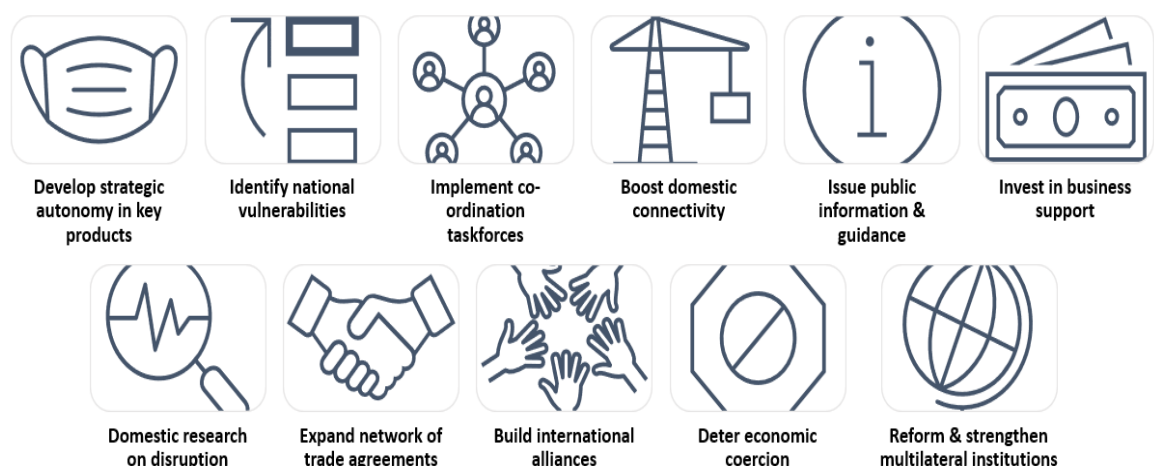 Develop strategic
autonomy in key
products
Identify national
vulnerabilities
Implement co-
ordination
taskforces
Boost domestic
connectivity
Issue public
information &
guidance
Invest in business
support
Domestic research
on disruption
Expand network of
trade agreements
Build international
alliances
Deter economic
coercion
Reform & strengthen
multilateral institutions